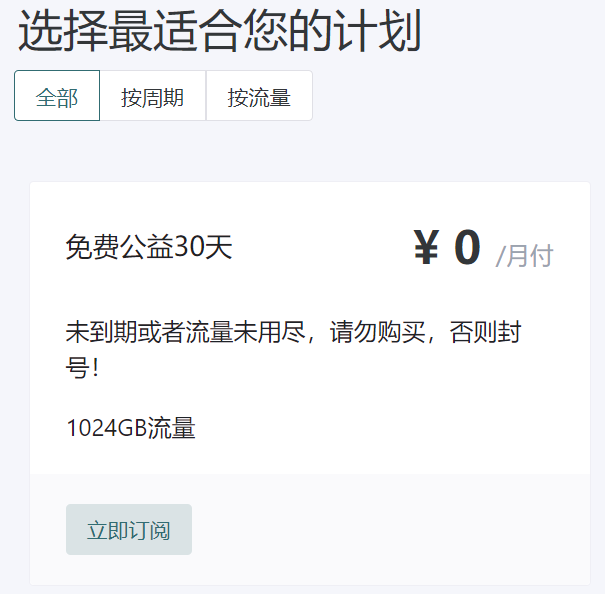 选择最适合您的计划
全部 按周期 按流量
免费公益30天 ¥ 0 /月付
未到期或者流量未用尽，请勿购买，否则封
号！
1024GB流量
立即订阅